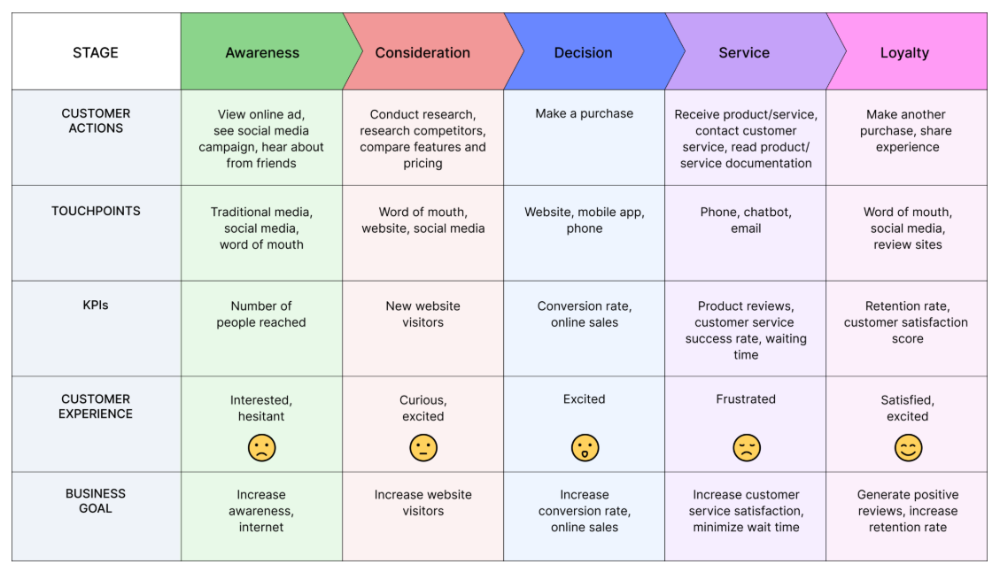 STAGE
Awareness
Consideration
Decision
Service
Loyalty
CUSTOMER
ACTIONS
View online ad,
see social media
campaign, hear about
from friends
Conduct research,
research competitors,
compare features and
pricing
Make a purchase
Receive product/service,
contact customer
service, read product/
service documentation
Make another
purchase, share
experience
TOUCHPOINTS
Traditional media,
social media,
word of mouth
Word of mouth,
website, social media
Website, mobile app,
phone
Phone, chatbot,
email
Word of mouth,
social media,
review sites
KPIs
Number of
people reached
New website
visitors
Conversion rate,
online sales
Product reviews,
customer service
success rate, waiting
time
Retention rate,
customer satisfaction
score
CUSTOMER
EXPERIENCE
Interested,
hesitant
Curious,
excited
Excited
Frustrated
Satisfied,
excited
BUSINESS
GOAL
Increase
awareness,
internet
Increase website
visitors
Increase
conversion rate,
online sales
Increase customer
service satisfaction,
minimize wait time
Generate positive
reviews, increase
retention rate